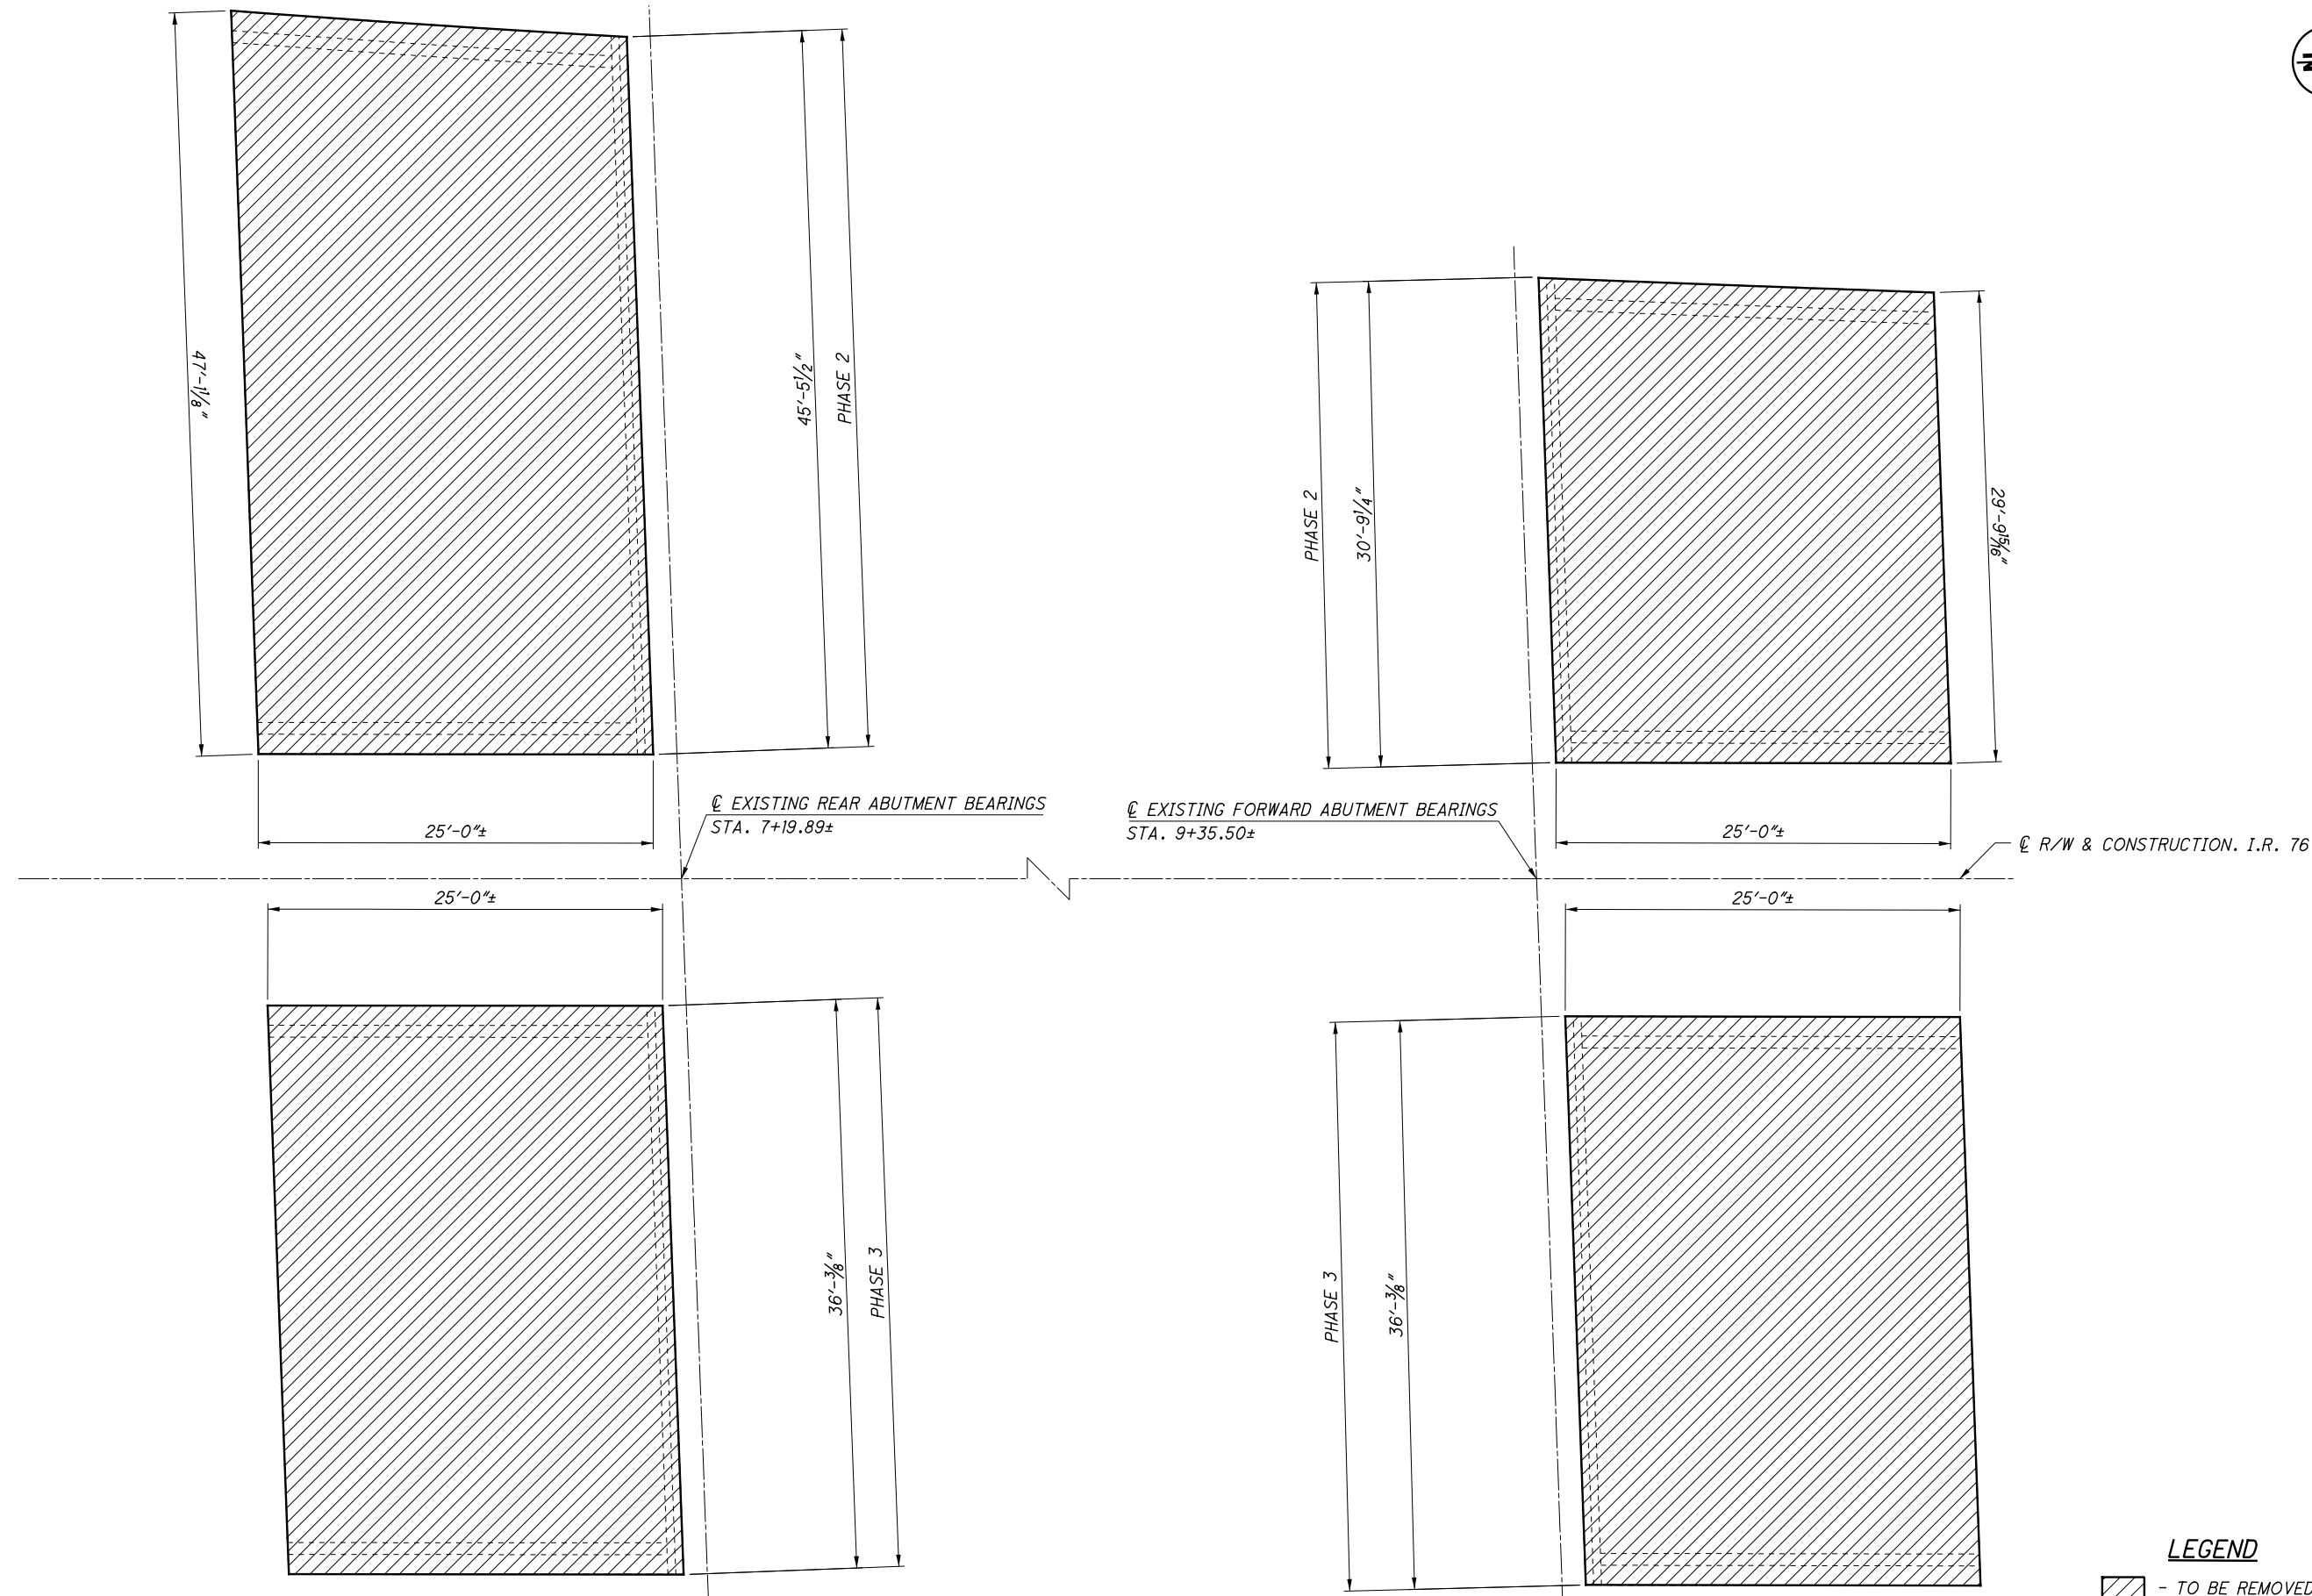 47'-1⅛"
45'-5½"
PHASE 2
PHASE 2
30'-9¼"
29'-9¹⁵⁄₁₆"
℄ EXISTING REAR ABUTMENT BEARINGS
STA. 7+19.89±
℄ EXISTING FORWARD ABUTMENT BEARINGS
STA. 9+35.50±
25'-0"±
25'-0"±
℄ R/W & CONSTRUCTION. I.R. 76
25'-0"±
25'-0"±
36'-⅜"
PHASE 3
PHASE 3
36'-⅜"
LEGEND
- TO BE REMOVED